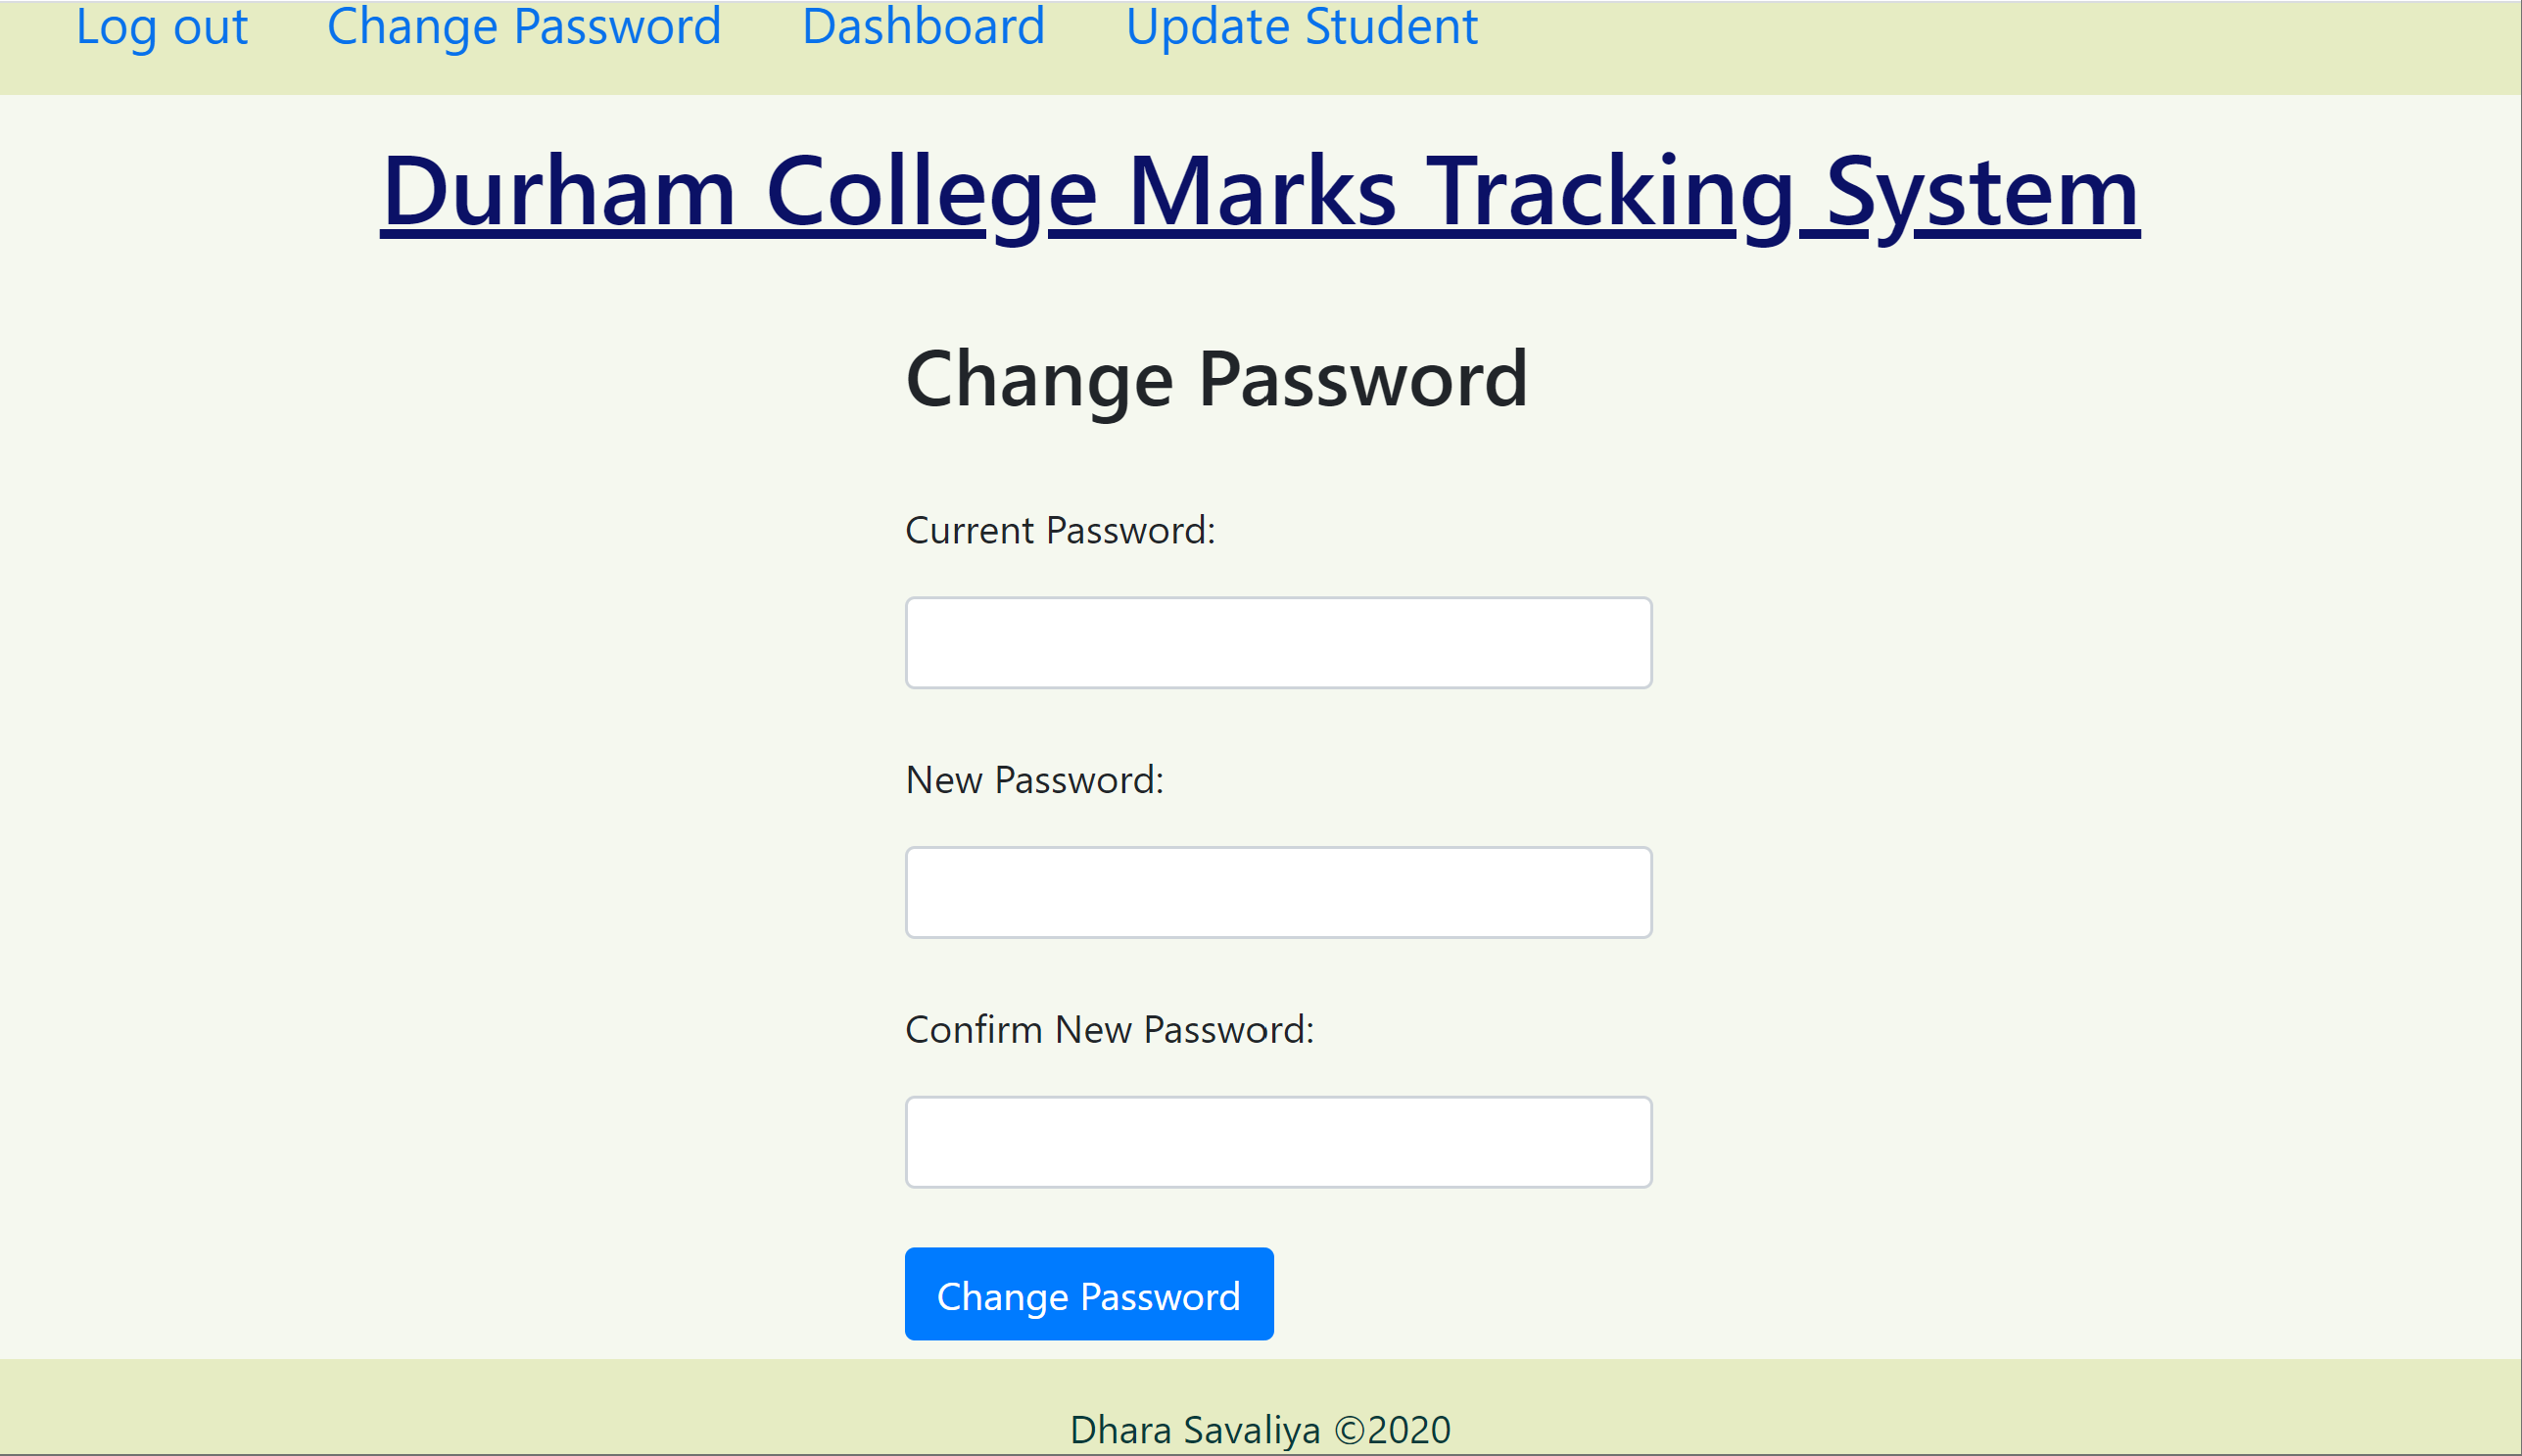 Log out Change Password Dashboard Update Student
Durham College Marks Tracking System
Change Password
Current Password:
New Password:
Confirm New Password:
Change Password
Dhara Savaliya ©2020